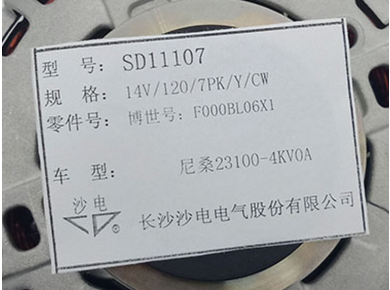 型 号: SD11107
规 格: 14V/120/7PK/Y/CW
零件号: 博世号: F000BL06X1
车 型: 尼桑23100-4KV0A
沙电
®
长沙沙电电气股份有限公司